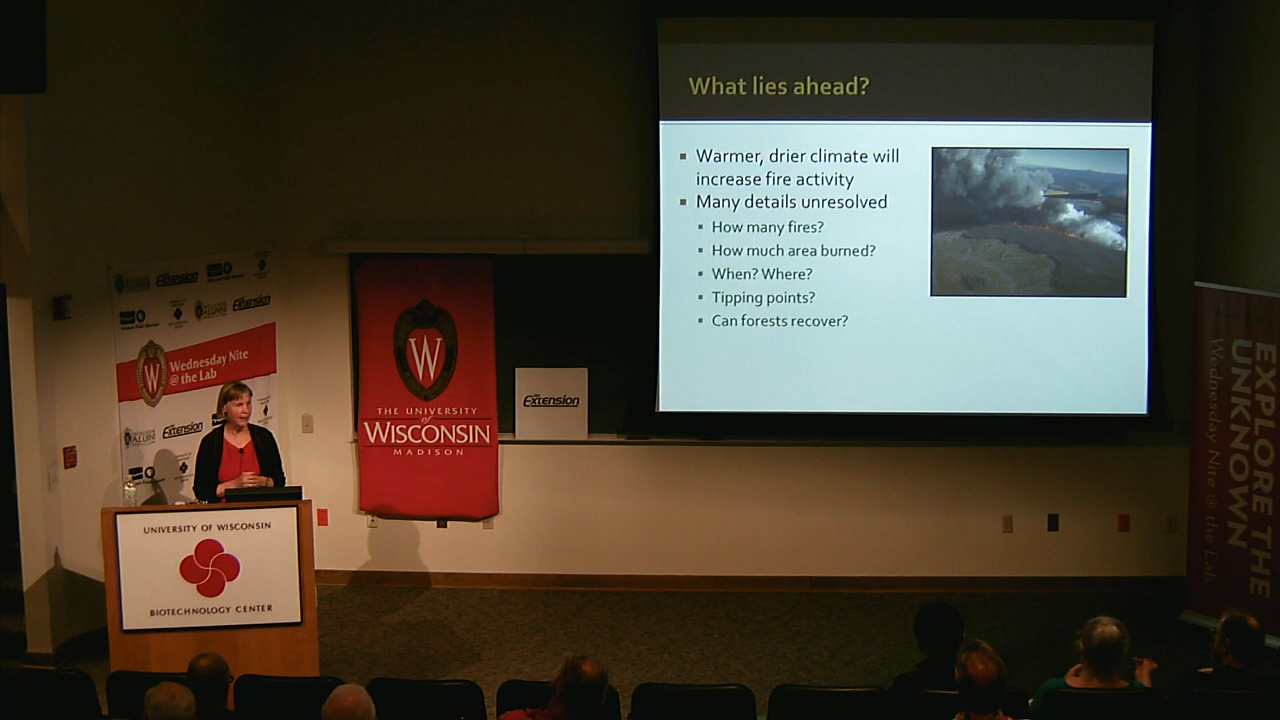 What lies ahead?
Warmer, drier climate will
increase fire activity
Many details unresolved
How many fires?
How much area burned?
When? Where?
Tipping points?
Can forests recover?
Extension
Extension
Wednesday Nite
@ the Lab
Extension
W
THE UNIVERSITY
of
WISCONSIN
MADISON
Extension
UNIVERSITY OF WISCONSIN
BIOTECHNOLOGY CENTER
EXPLORE THE
UNKNOWN
Wednesday Nite @ the Lab